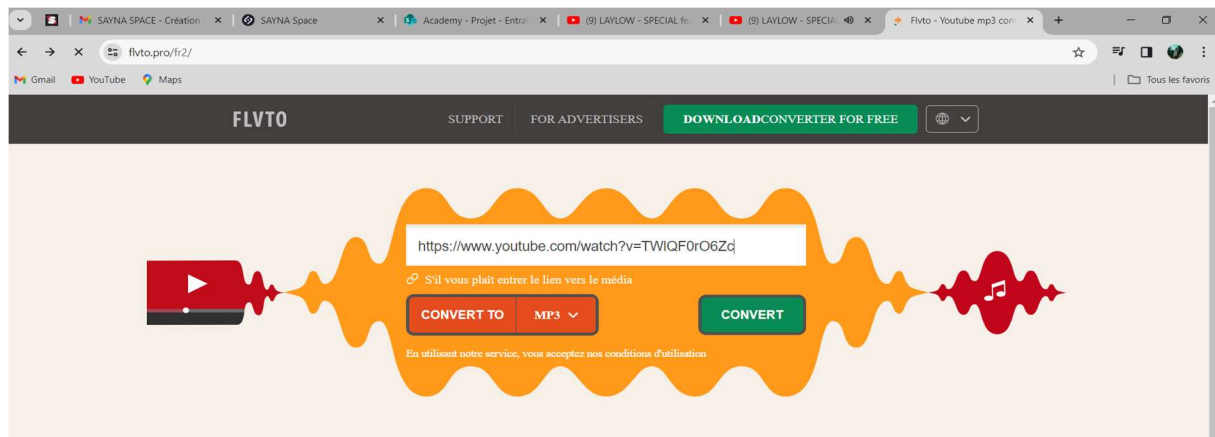 SAYNA SPACE - Création
SAYNA Space
Academy - Projet - Entraî
(9) LAYLOW - SPECIAL fe
(9) LAYLOW - SPECIA
Flvto - Youtube mp3 con
flvto.pro/fr2/
Gmail YouTube Maps Tous les favoris
FLVTO SUPPORT FOR ADVERTISERS DOWNLOADCONVERTER FOR FREE
https://www.youtube.com/watch?v=TWlQF0rO6Zc
S'il vous plaît entrer le lien vers le média
CONVERT TO MP3 CONVERT
En utilisant notre service, vous acceptez nos conditions d'utilisation